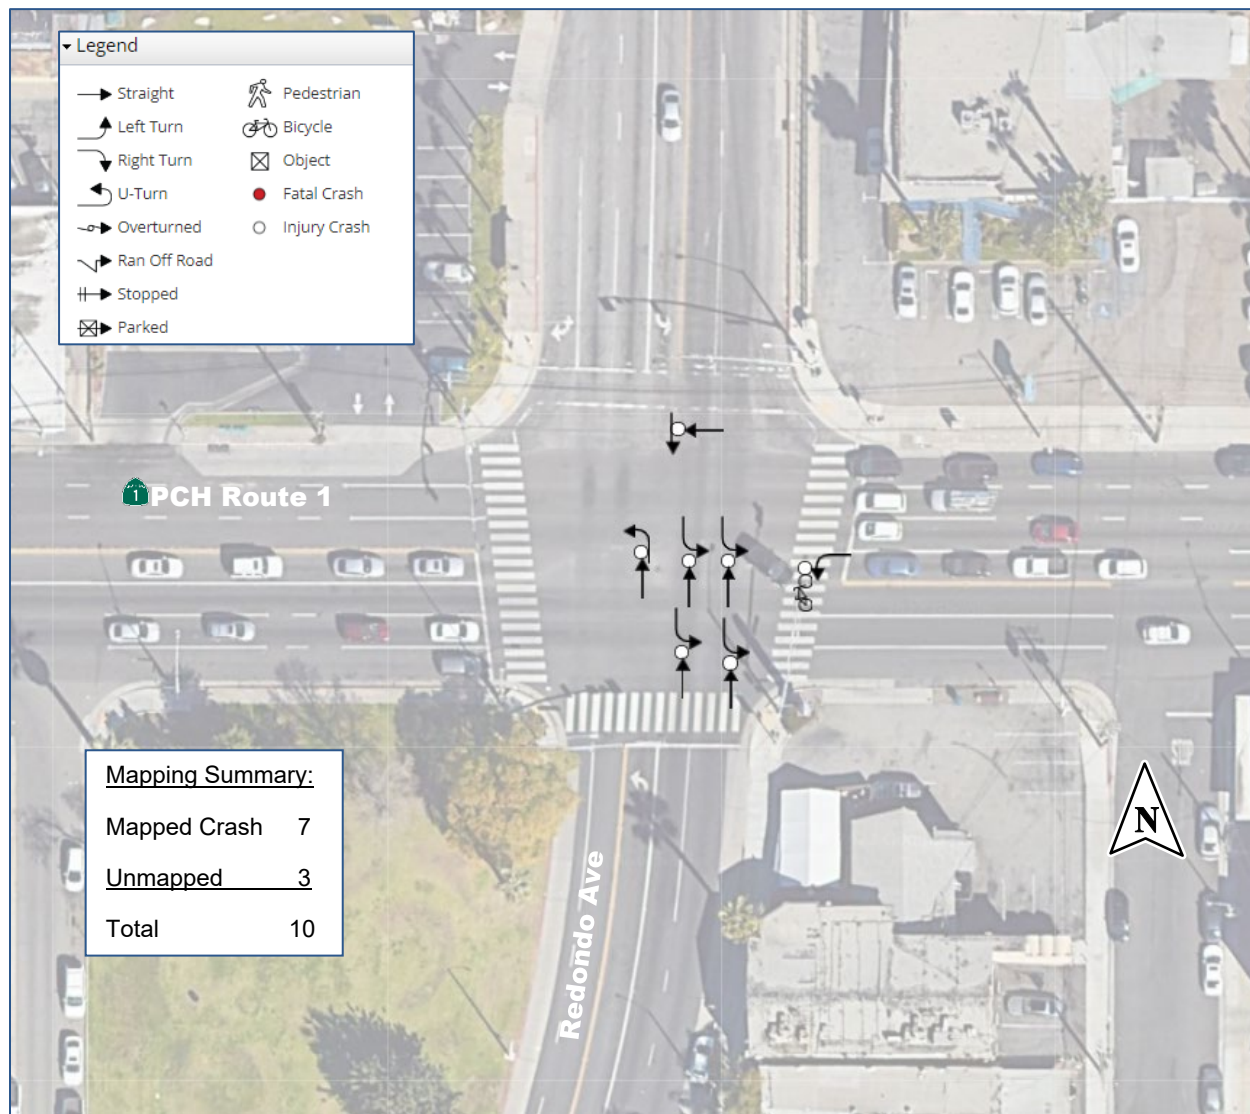 Legend
Straight
Pedestrian
Left Turn
Bicycle
Right Turn
Object
U-Turn
Fatal Crash
Overturned
Injury Crash
Ran Off Road
Stopped
Parked
1 PCH Route 1
Mapping Summary:
Mapped Crash 7
Unmapped 3
Total 10
N
Redondo Ave